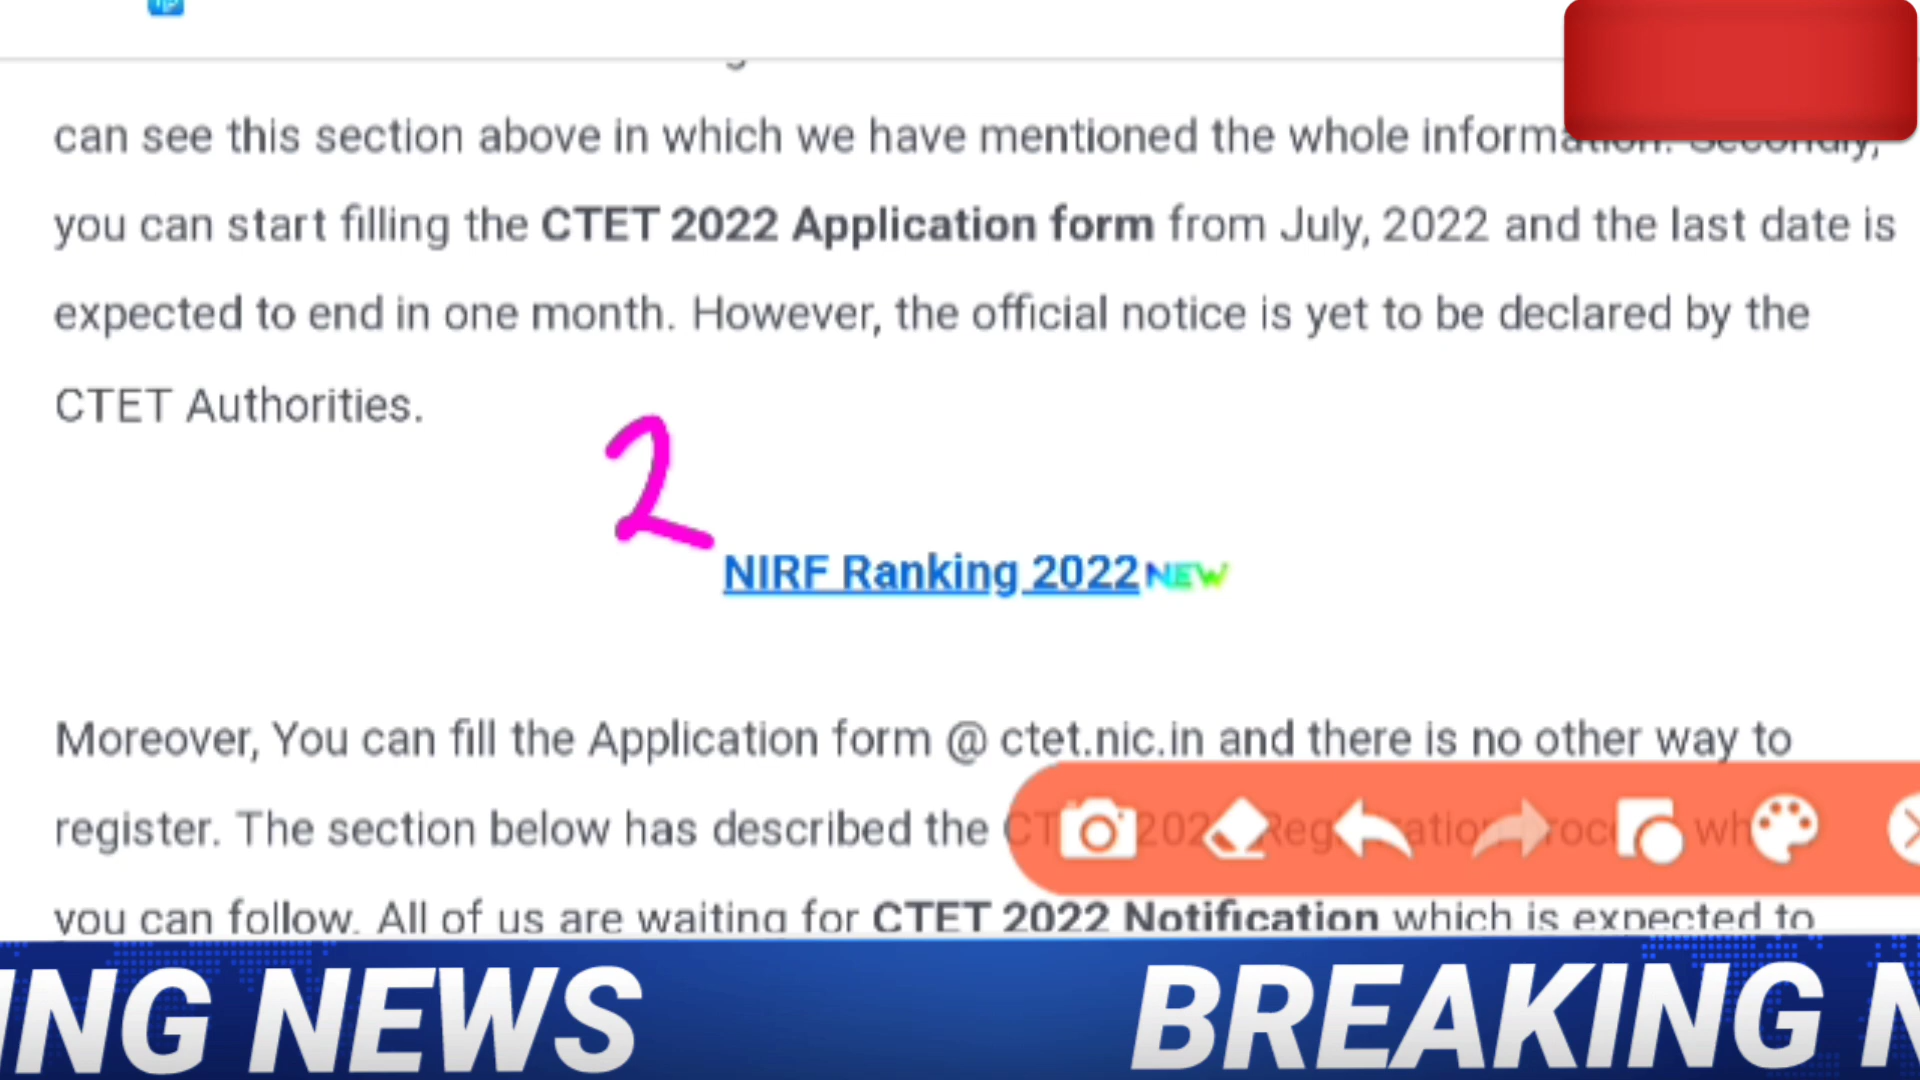 can see this section above in which we have mentioned the whole information. Secondly,
you can start filling the CTET 2022 Application form from July, 2022 and the last date is
expected to end in one month. However, the official notice is yet to be declared by the
CTET Authorities.
2
NIRF Ranking 2022 NEW
Moreover, You can fill the Application form @ ctet.nic.in and there is no other way to
register. The section below has described the
you can follow. All of us are waiting for CTET 2022 Notification which is expected to
ING NEWS BREAKING N